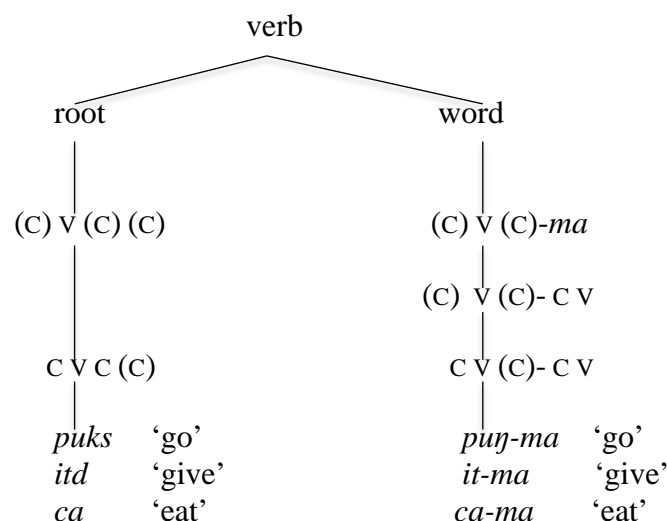 verb
root word
(C) V (C) (C) (C) V (C)-ma
(C) V (C)- C V
C V C (C) C V (C)- C V
puks ‘go’ puŋ-ma ‘go’
itd ‘give’ it-ma ‘give’
ca ‘eat’ ca-ma ‘eat’